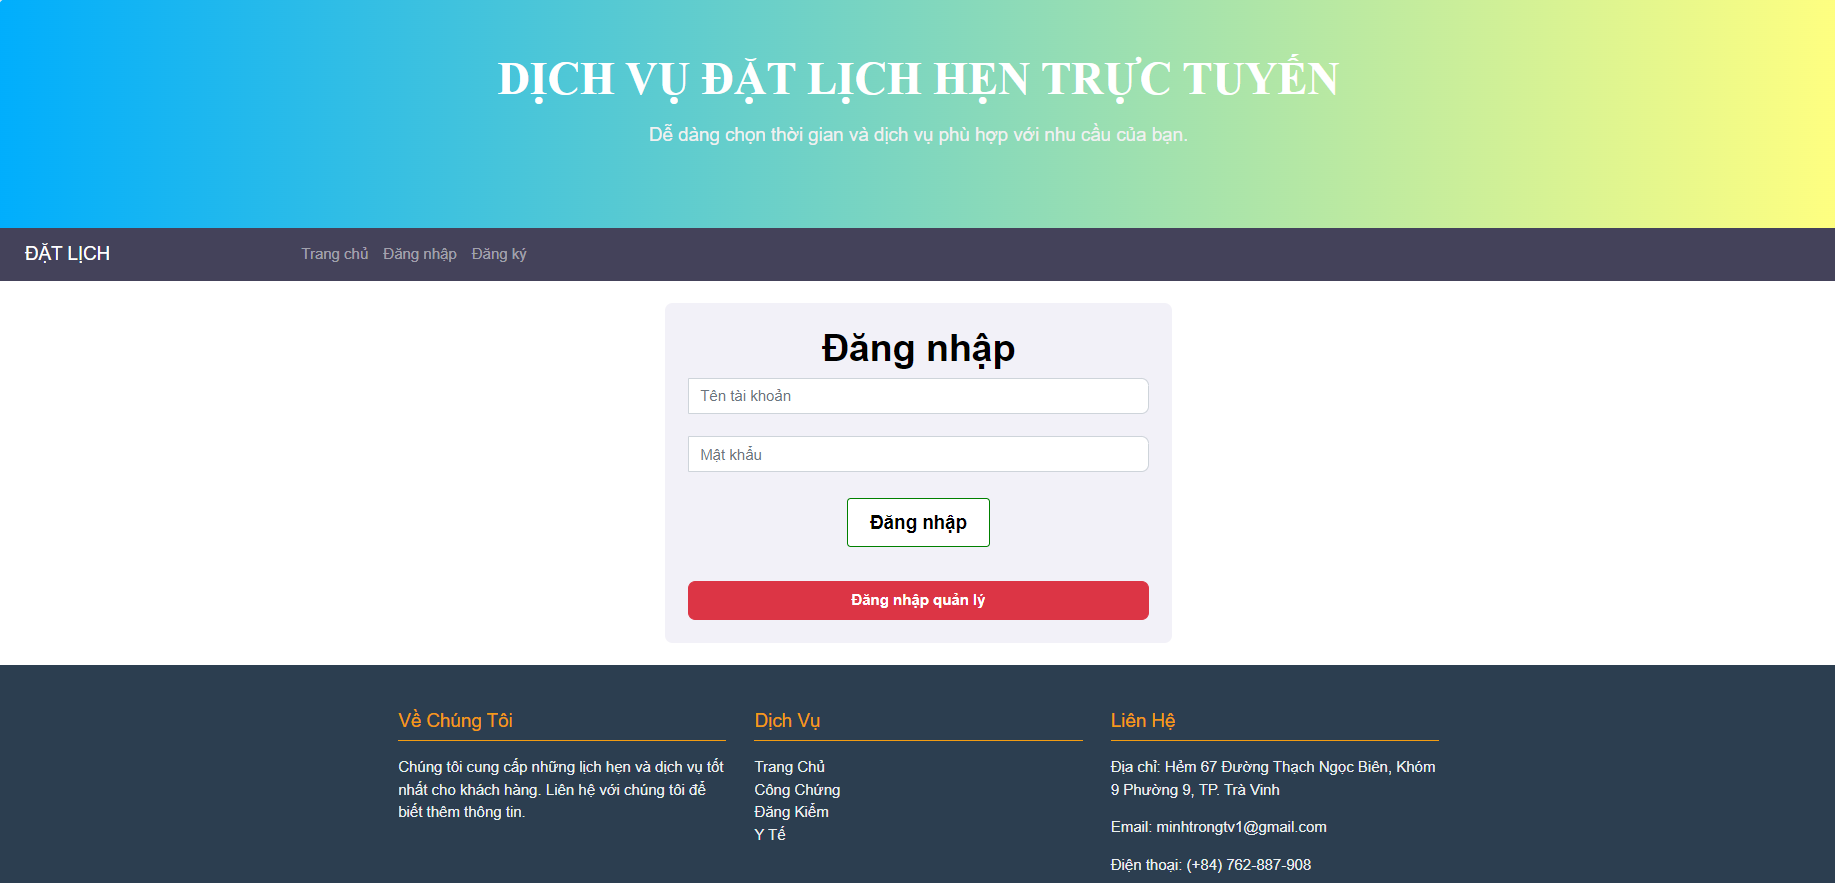 DỊCH VỤ ĐẶT LỊCH HẸN TRỰC TUYẾN
Dễ dàng chọn thời gian và dịch vụ phù hợp với nhu cầu của bạn.
ĐẶT LỊCH
Trang chủ Đăng nhập Đăng ký
Đăng nhập
Tên tài khoản
Mật khẩu
Đăng nhập
Đăng nhập quản lý
Về Chúng Tôi
Chúng tôi cung cấp những lịch hẹn và dịch vụ tốt
nhất cho khách hàng. Liên hệ với chúng tôi để
biết thêm thông tin.
Dịch Vụ
Trang Chủ
Công Chứng
Đăng Kiểm
Y Tế
Liên Hệ
Địa chỉ: Hẻm 67 Đường Thạch Ngọc Biên, Khóm
9 Phường 9, TP. Trà Vinh
Email: minhtrongtv1@gmail.com
Điện thoại: (+84) 762-887-908